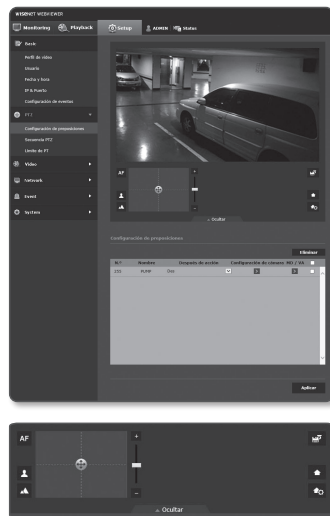 WISENET WEBVIEWER
Monitoring Playback Setup ADMIN Status
Basic
Perfil de vídeo
Usuario
Fecha y hora
IP & Puerto
Configuración de eventos
PTZ
Configuración de preposiciones
Secuencia PTZ
Límite de PT
Video
Network
Event
System
AF
+
-
Ocultar
Configuración de preposiciones
Eliminar
N.º Nombre Después de acción Configuración de cámara MD / VA
Aplicar
AF
+
-
Ocultar